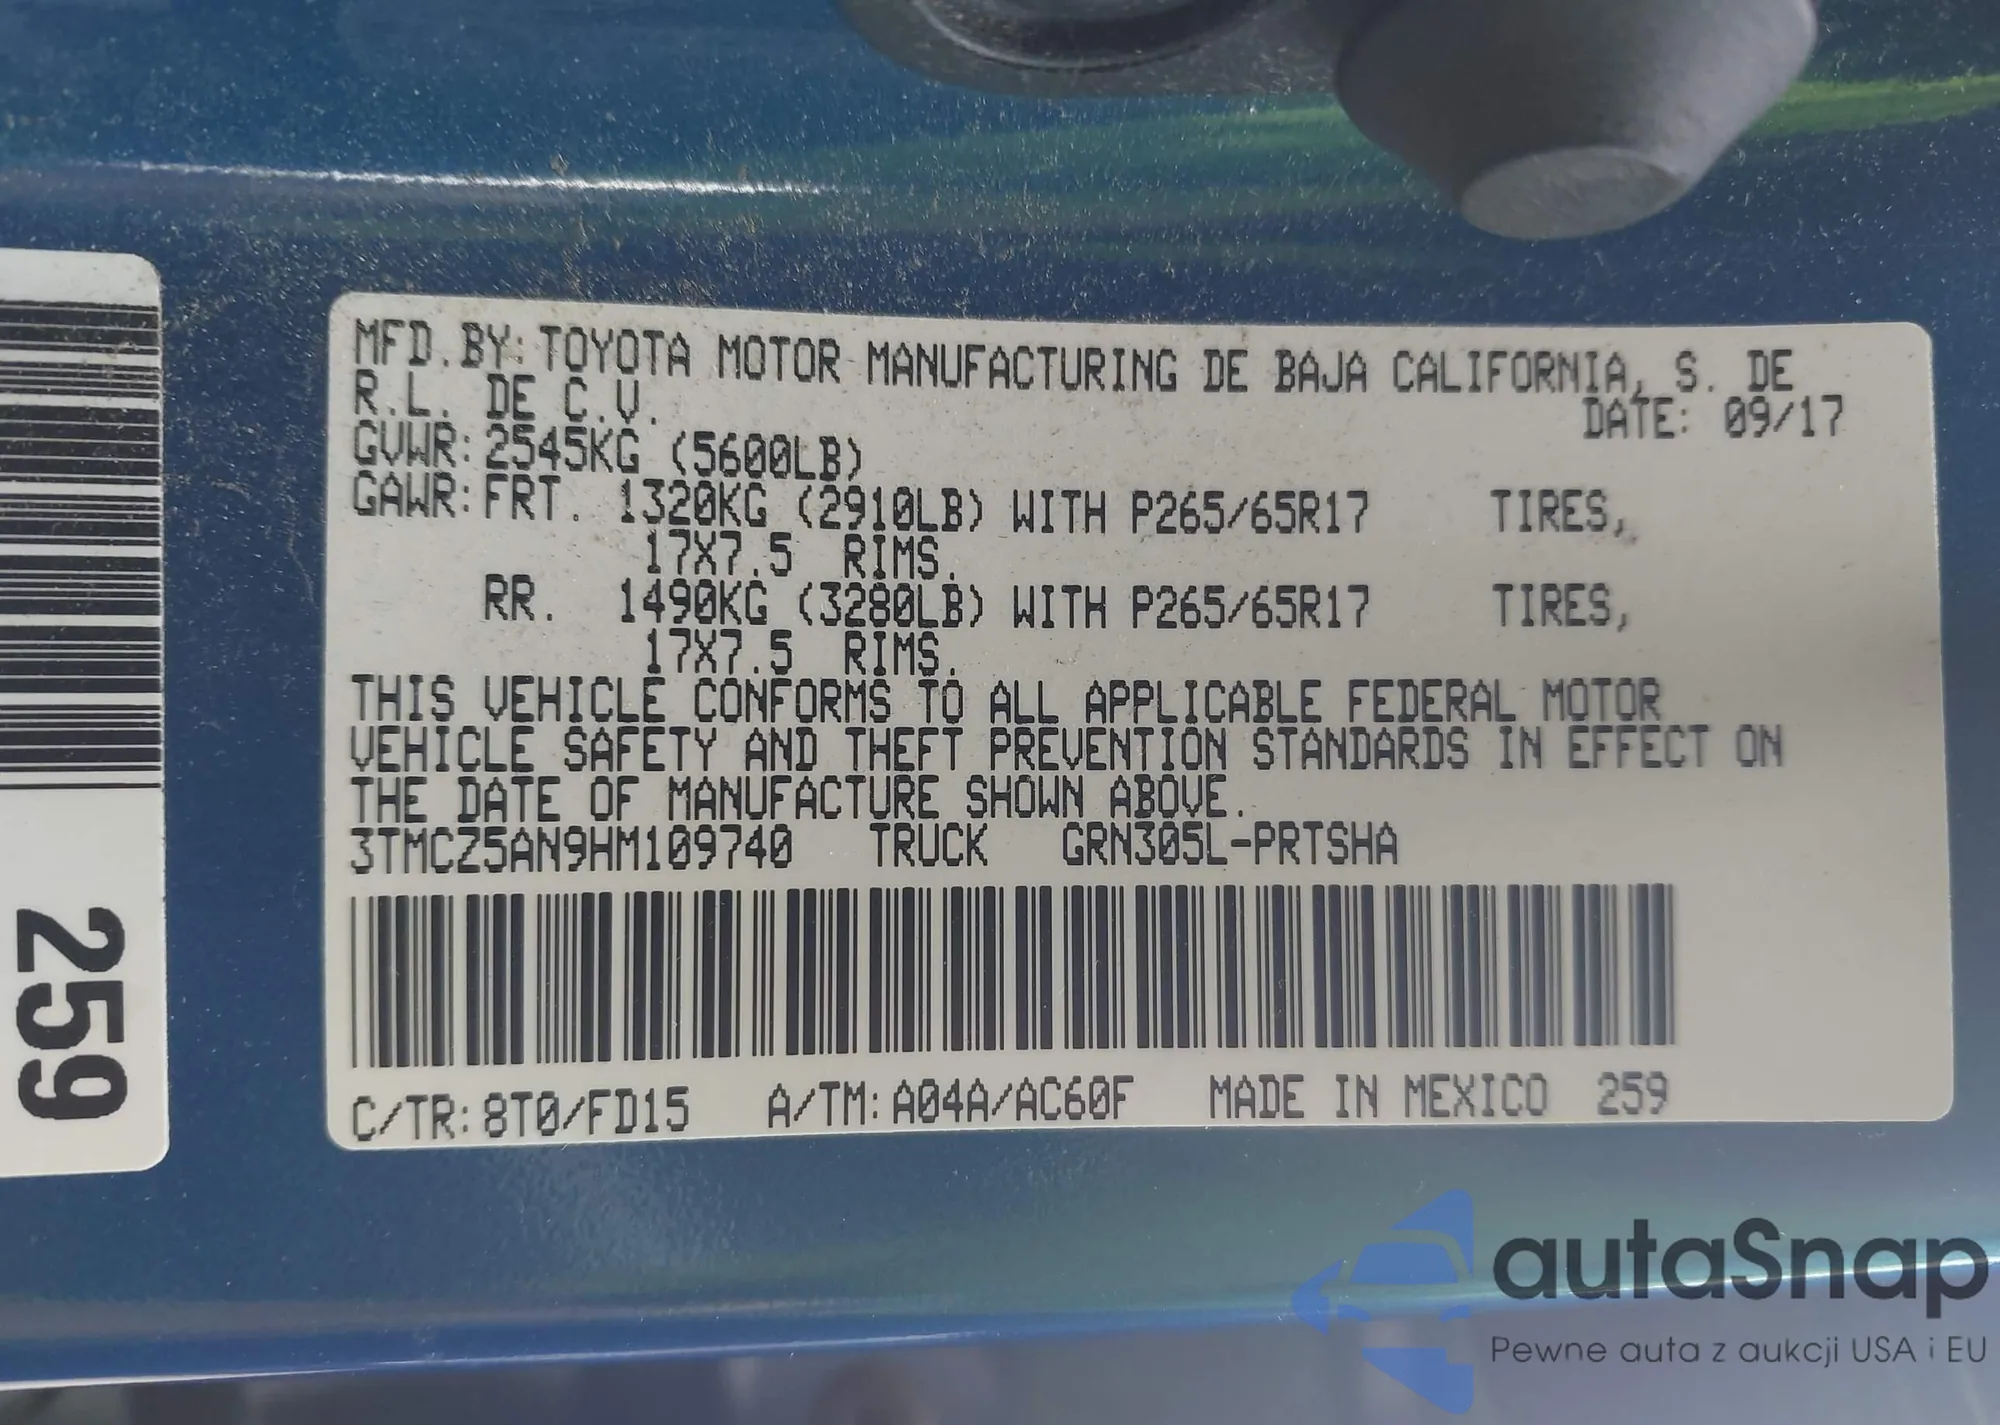 MFD.BY: TOYOTA MOTOR MANUFACTURING DE BAJA CALIFORNIA, S. DE
R.L. DE C.V. DATE: 09/17
GVWR: 2545KG (5600LB)
GAWR: FRT. 1320KG (2910LB) WITH P265/65R17 TIRES,
17X7.5 RIMS.
RR. 1490KG (3280LB) WITH P265/65R17 TIRES,
17X7.5 RIMS.
THIS VEHICLE CONFORMS TO ALL APPLICABLE FEDERAL MOTOR
VEHICLE SAFETY AND THEFT PREVENTION STANDARDS IN EFFECT ON
THE DATE OF MANUFACTURE SHOWN ABOVE.
3TMCZ5AN9HM109740 TRUCK GRN305L-PRTSHA
C/TR: 8T0/FD15 A/TM: A04A/AC60F MADE IN MEXICO 259
259
autaSnap
Pewne auta z aukcji USA i EU